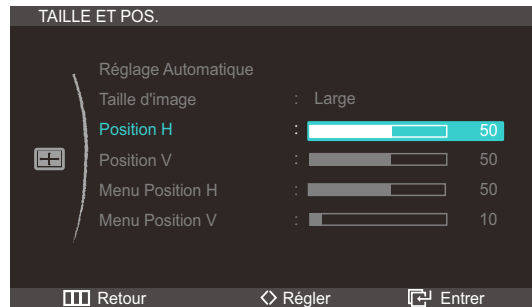 TAILLE ET POS.
Réglage Automatique
Taille d'image : Large
Position H : 50
Position V : 50
Menu Position H : 50
Menu Position V : 10
Retour Régler Entrer